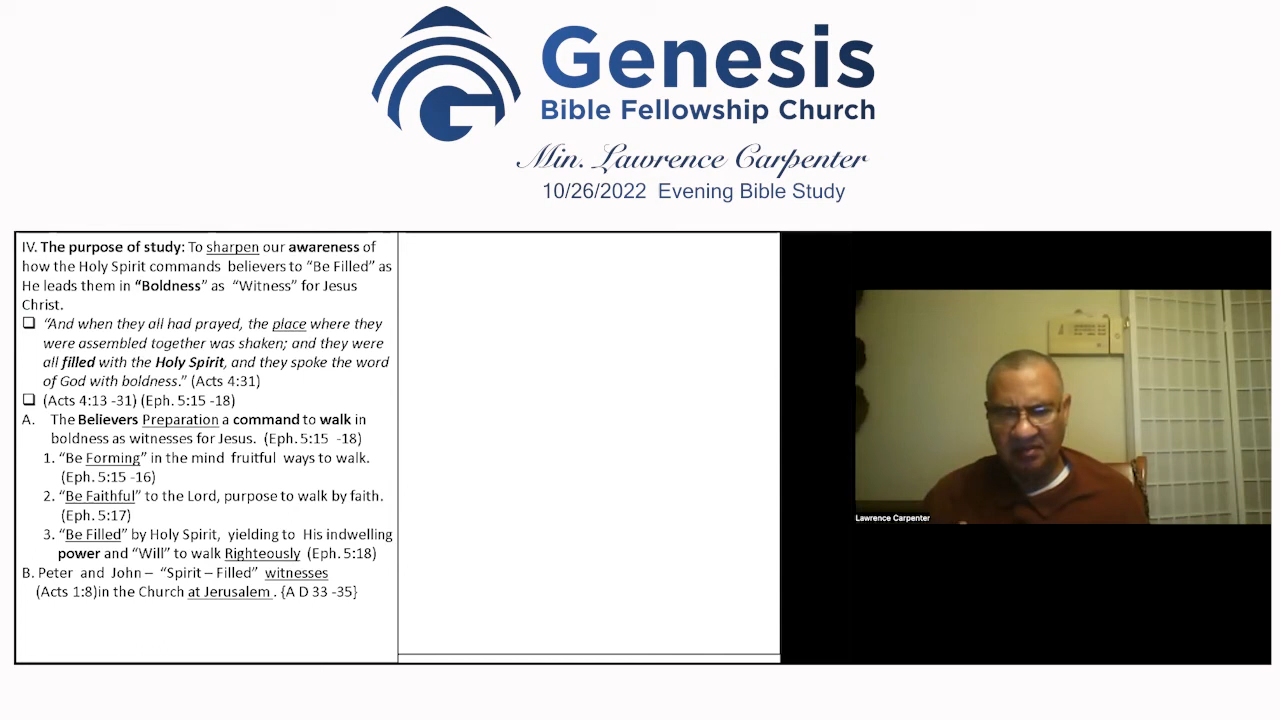 Genesis
Bible Fellowship Church
Min. Lawrence Carpenter
10/26/2022 Evening Bible Study
IV. The purpose of study: To sharpen our awareness of
how the Holy Spirit commands believers to “Be Filled” as
He leads them in “Boldness” as “Witness” for Jesus
Christ.
❑ “And when they all had prayed, the place where they
were assembled together was shaken; and they were
all filled with the Holy Spirit, and they spoke the word
of God with boldness.” (Acts 4:31)
❑ (Acts 4:13 -31) (Eph. 5:15 -18)
A. The Believers Preparation a command to walk in
boldness as witnesses for Jesus. (Eph. 5:15 -18)
1. “Be Forming” in the mind fruitful ways to walk.
(Eph. 5:15 -16)
2. “Be Faithful” to the Lord, purpose to walk by faith.
(Eph. 5:17)
3. “Be Filled” by Holy Spirit, yielding to His indwelling
power and “Will” to walk Righteously (Eph. 5:18)
B. Peter and John – “Spirit – Filled” witnesses
(Acts 1:8)in the Church at Jerusalem . {A D 33 -35}
Lawrence Carpenter